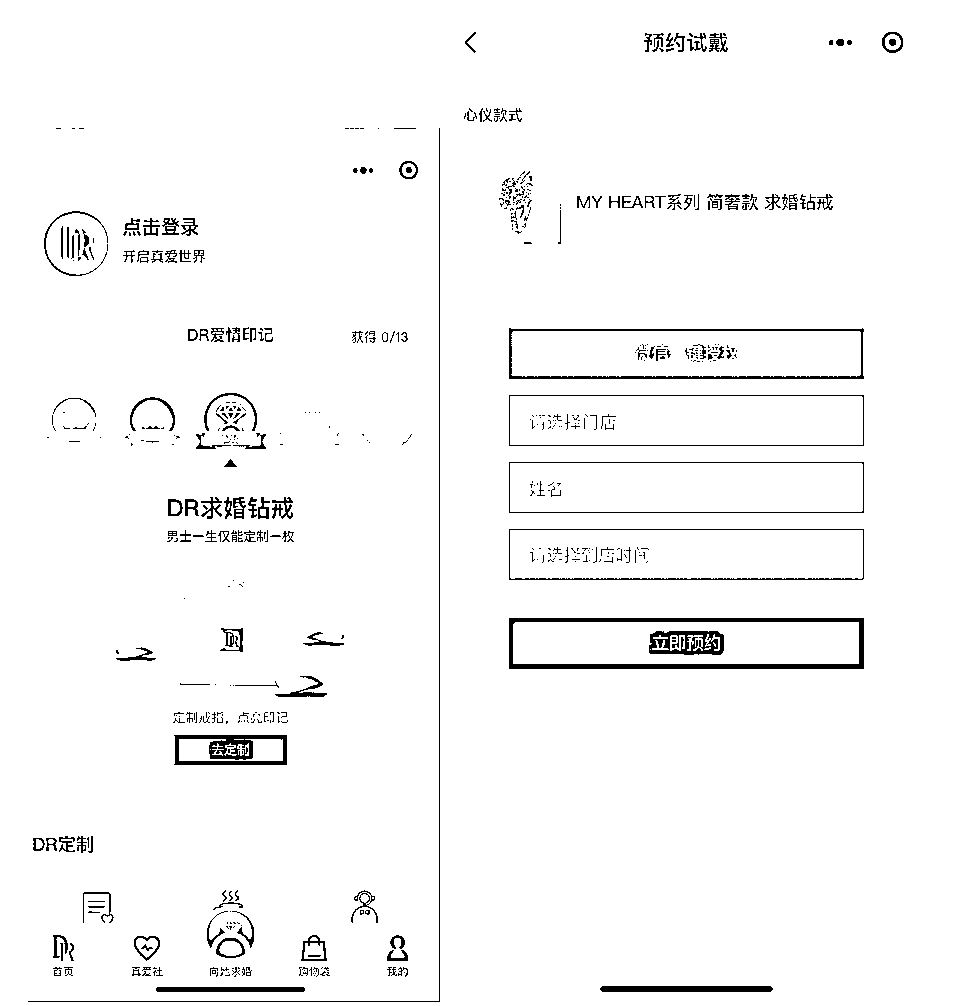 点击登录
开启真爱世界
DR爱情印记
获得 0/13
DR求婚钻戒
男士一生仅能定制一枚
DR
定制戒指，点亮印记
去定制
DR定制
首页
真爱社
向她求婚
购物袋
我的
预约试戴
心仪款式
MY HEART系列 简奢款 求婚钻戒
微信一键授权
请选择门店
姓名
请选择到店时间
立即预约